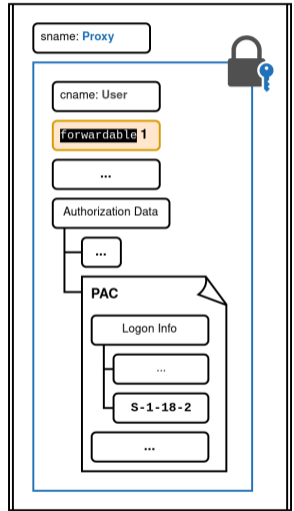 sname: Proxy
cname: User
forwardable 1
...
Authorization Data
...
PAC
Logon Info
...
S-1-18-2
...